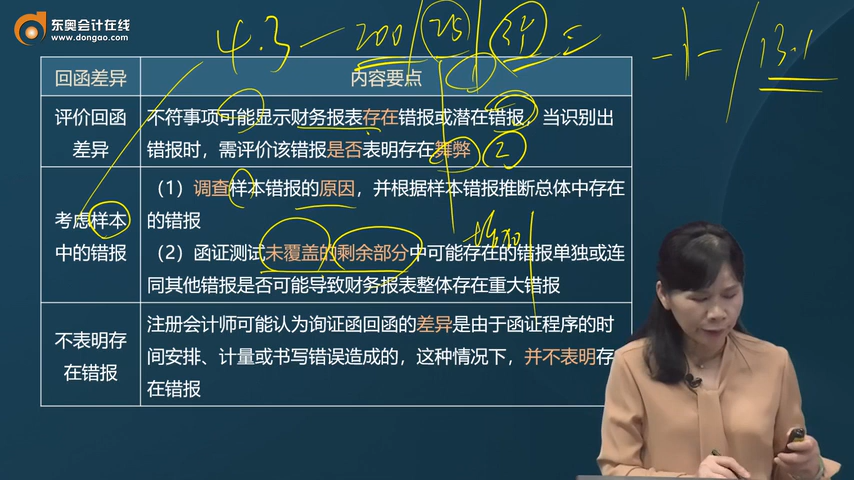 东奥会计在线
www.dongao.com
4.3 — 200 / 25 / 34
13.1
回函差异
内容要点
评价回函
差异
不符事项可能显示财务报表存在错报或潜在错报。当识别出
错报时，需评价该错报是否表明存在舞弊
2
考虑样本
中的错报
（1）调查样本错报的原因，并根据样本错报推断总体中存在
的错报
（2）函证测试未覆盖的剩余部分中可能存在的错报单独或连
同其他错报是否可能导致财务报表整体存在重大错报
不表明存
在错报
注册会计师可能认为询证函回函的差异是由于函证程序的时
间安排、计量或书写错误造成的，这种情况下，并不表明存
在错报